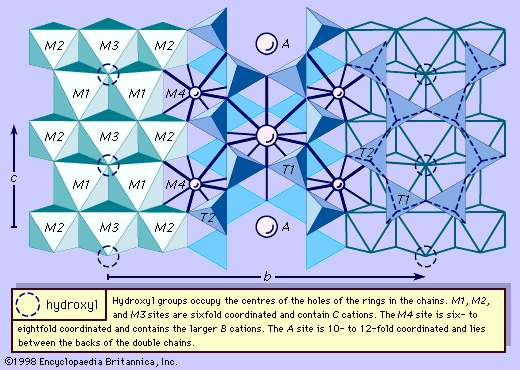 M2 M3 M2 A
M1 M1 M4
M2 M3 M2
c T2
M1 M1 M4 T1
T1
M2 M3 M2 T2 A
b
hydroxyl Hydroxyl groups occupy the centres of the holes of the rings in the chains. M1, M2,
and M3 sites are sixfold coordinated and contain C cations. The M4 site is six- to
eightfold coordinated and contains the larger B cations. The A site is 10- to 12-fold coordinated and lies
between the backs of the double chains.
©1998 Encyclopaedia Britannica, Inc.